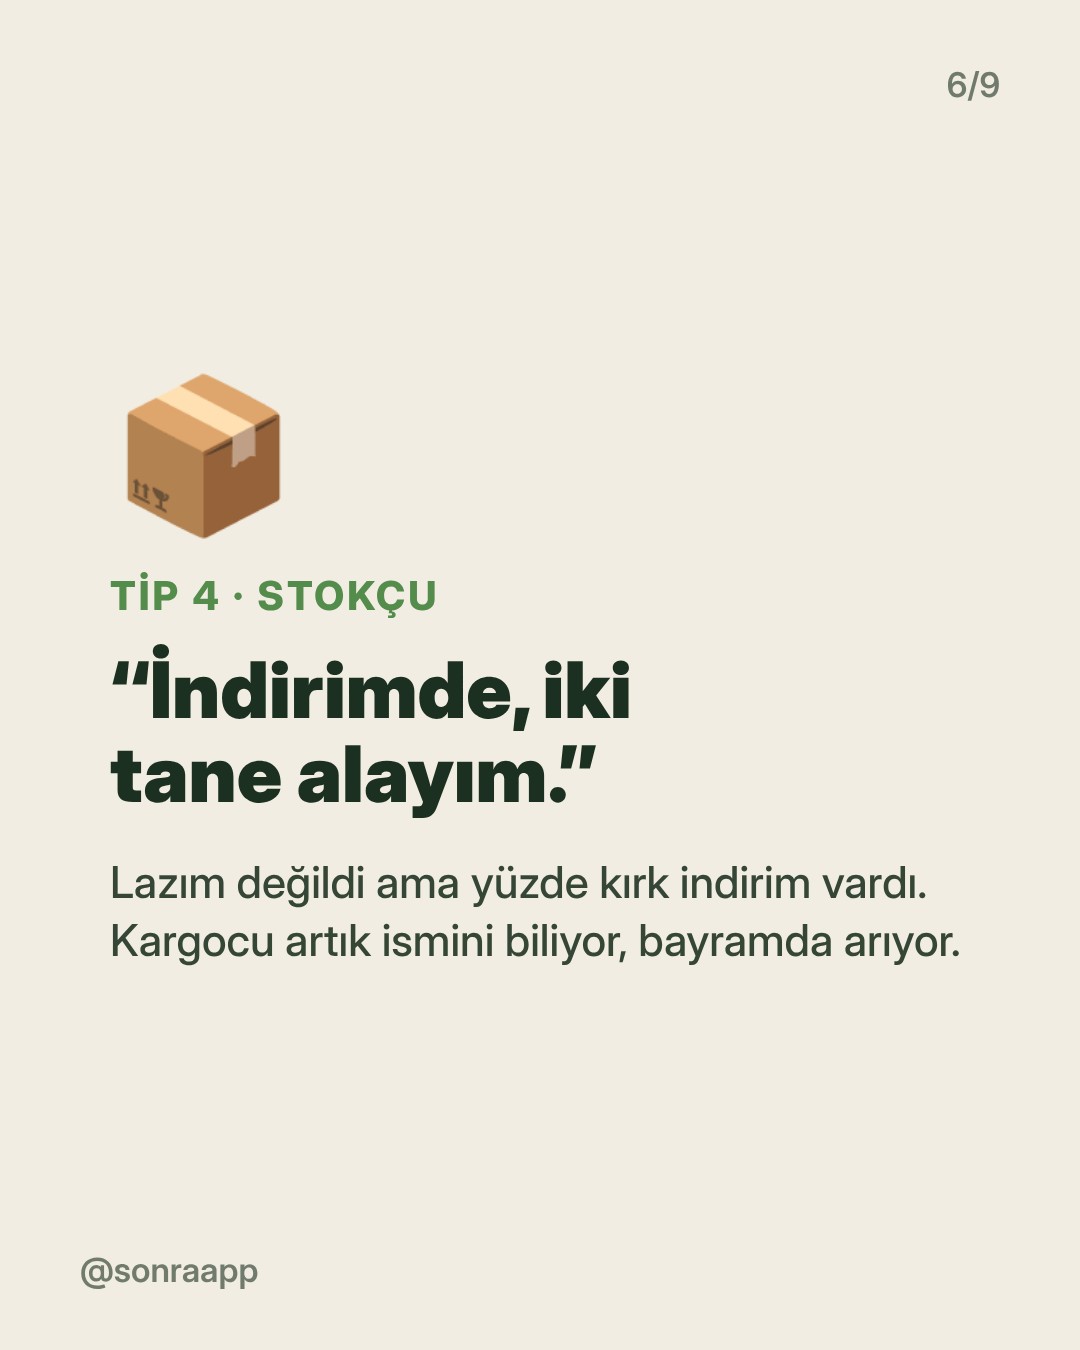 6/9
TİP 4 · STOKÇU
“İndirimde, iki
tane alayım.”
Lazım değildi ama yüzde kırk indirim vardı.
Kargocu artık ismini biliyor, bayramda arıyor.
@sonraapp